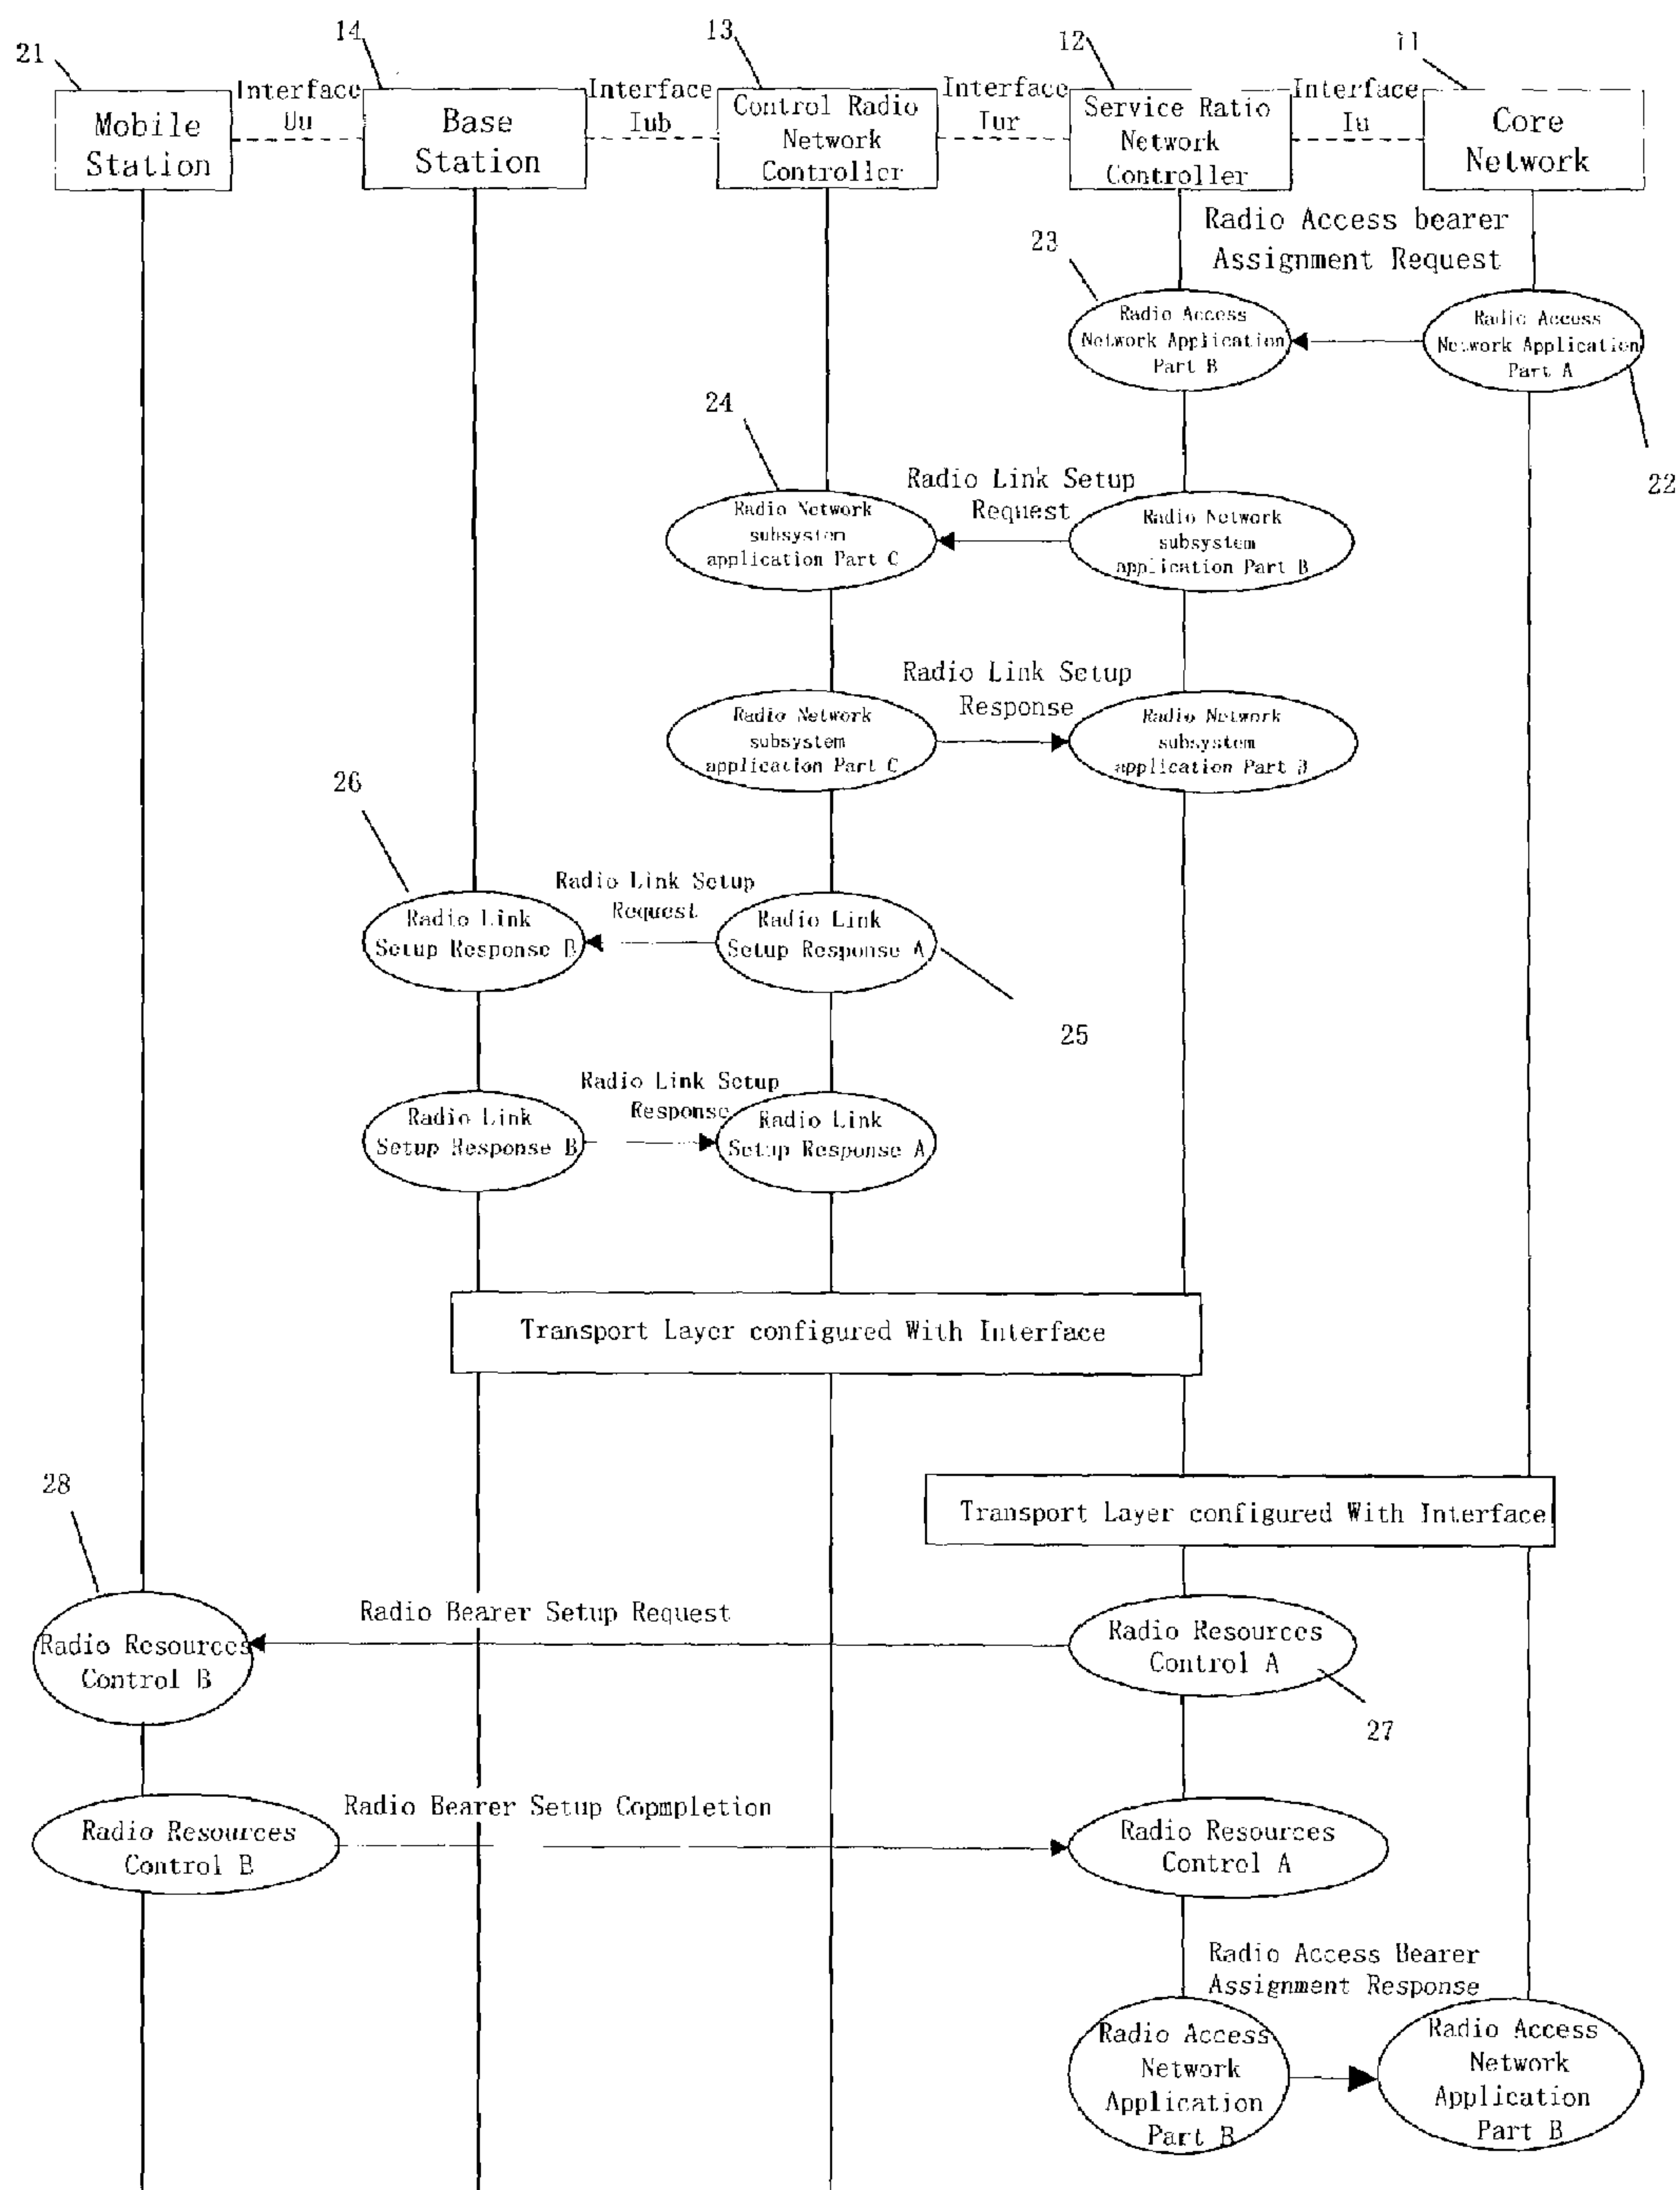 21
14
13
12
11
Mobile
Station
Interface
Uu
Base
Station
Interface
Iub
Control Radio
Network
Controller
Interface
Iur
Service Ratio
Network
Controller
Interface
Iu
Core
Network
Radio Access bearer
Assignment Request
23
Radio Access
Network Application
Part B
Radio Access
Network Application
Part A
22
24
Radio Link Setup
Request
Radio Network
subsystem
application Part C
Radio Network
subsystem
application Part B
Radio Link Setup
Response
Radio Network
subsystem
application Part C
Radio Network
subsystem
application Part B
26
Radio Link Setup
Request
Radio Link
Setup Response B
Radio Link
Setup Response A
25
Radio Link Setup
Response
Radio Link
Setup Response B
Radio Link
Setup Response A
Transport Layer configured With Interface
Transport Layer configured With Interface
28
Radio Bearer Setup Request
Radio Resources
Control B
Radio Resources
Control A
27
Radio Bearer Setup Copmpletion
Radio Resources
Control B
Radio Resources
Control A
Radio Access Bearer
Assignment Response
Radio Access
Network
Application
Part B
Radio Access
Network
Application
Part B